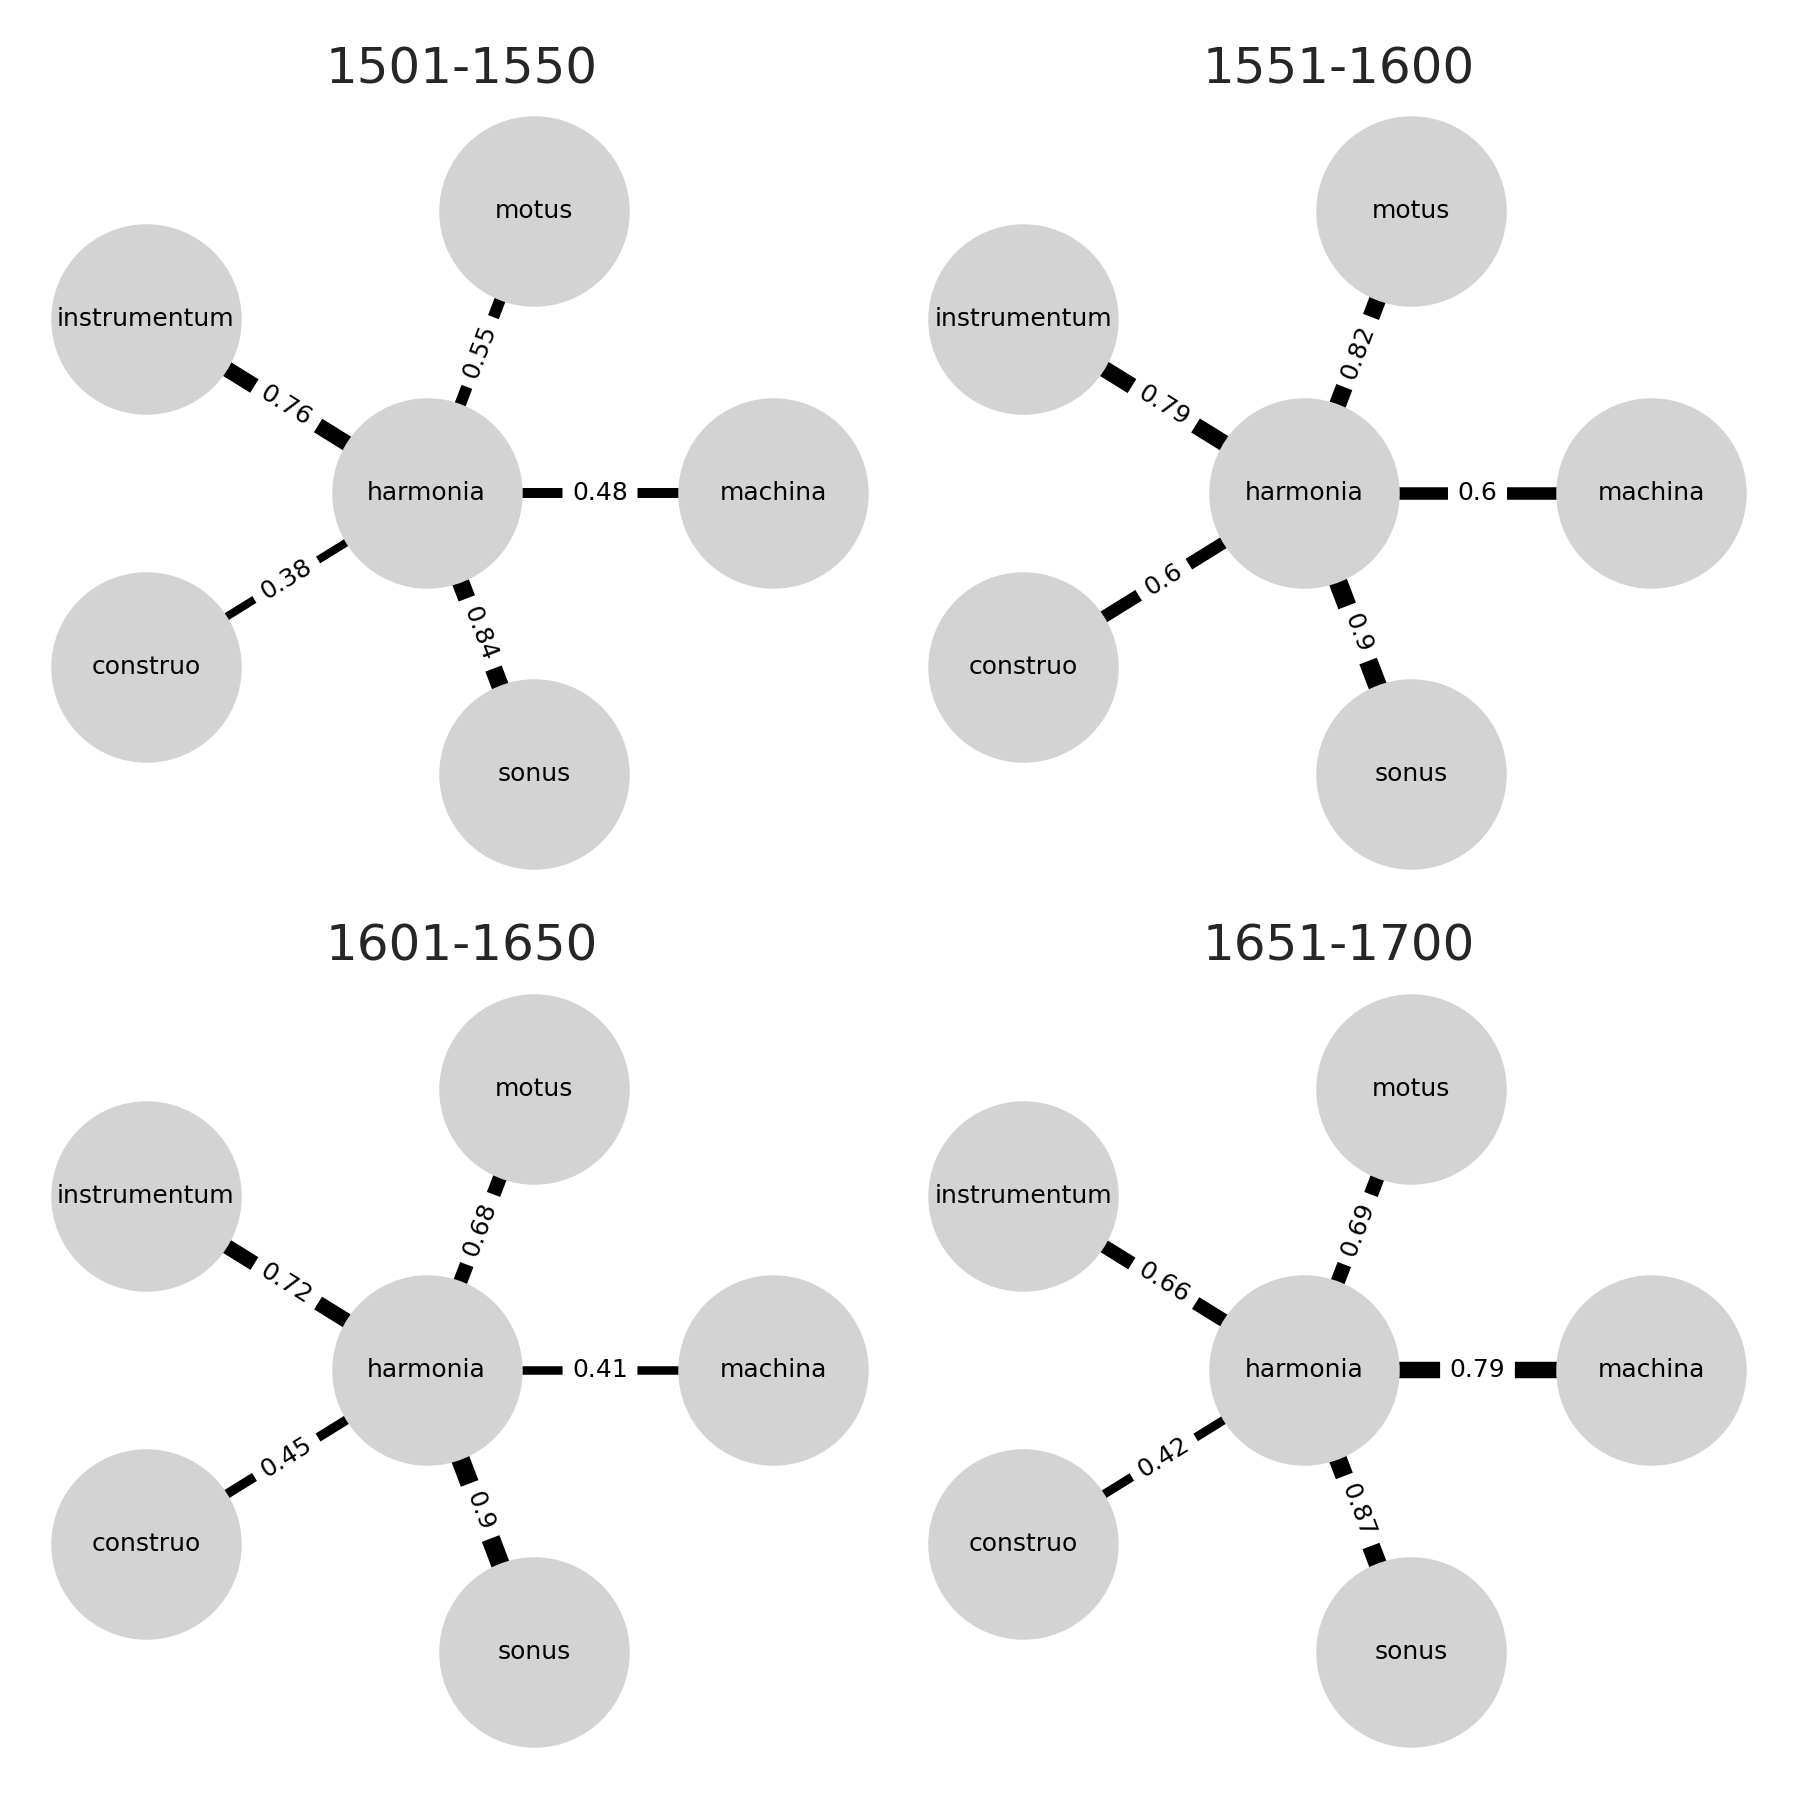 1501-1550
motus
instrumentum
0.55
0.76
harmonia
0.48
machina
0.38
0.84
construo
sonus
1551-1600
motus
instrumentum
0.82
0.79
harmonia
0.6
machina
0.6
0.9
construo
sonus
1601-1650
motus
instrumentum
0.68
0.72
harmonia
0.41
machina
0.45
0.9
construo
sonus
1651-1700
motus
instrumentum
0.69
0.66
harmonia
0.79
machina
0.42
0.87
construo
sonus